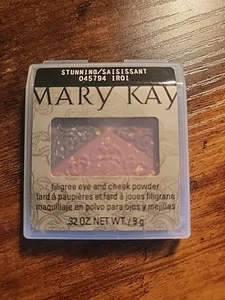 STUNNING/SAISISSANT
045794 1R01
MARY KAY
filigree eye and cheek powder
fard à paupières et fard à joues filigrane
maquillaje en polvo para ojos y mejillas
.32 OZ. NET WT. / 9 g